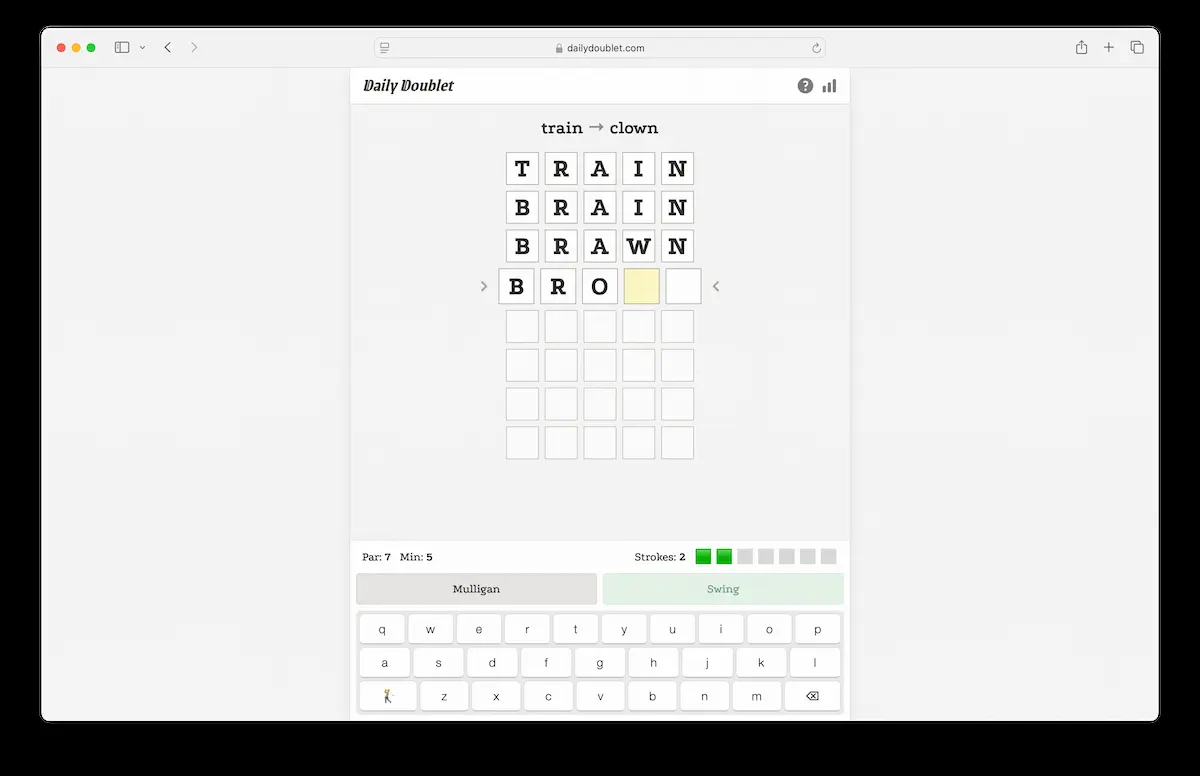 dailydoublet.com
Daily Doublet
train → clown
T R A I N
B R A I N
B R A W N
B R O
Par: 7 Min: 5 Strokes: 2
Mulligan Swing
q w e r t y u i o p
a s d f g h j k l
z x c v b n m